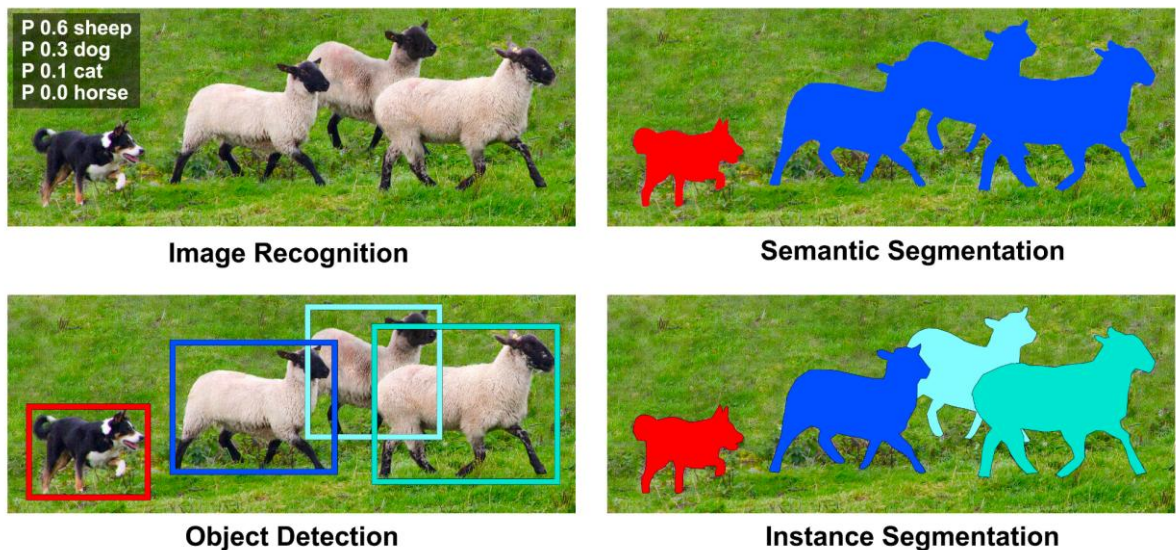 P 0.6 sheep
P 0.3 dog
P 0.1 cat
P 0.0 horse
Image Recognition
Semantic Segmentation
Object Detection
Instance Segmentation